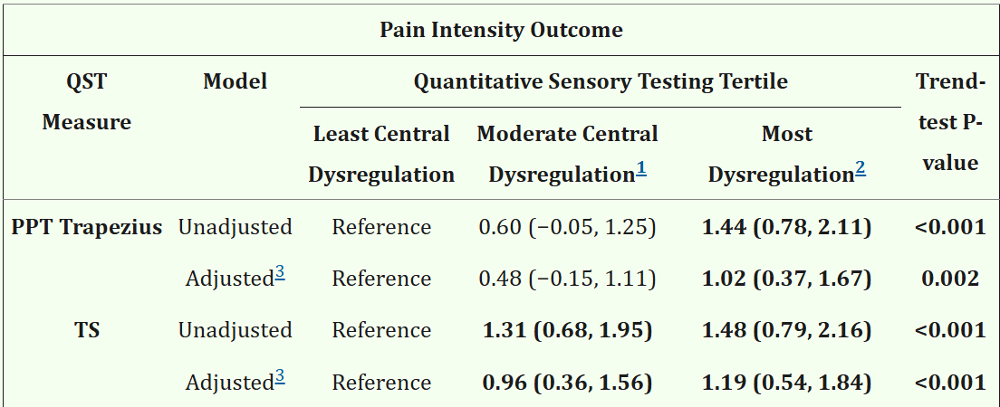 Pain Intensity Outcome
QST Measure Model Quantitative Sensory Testing Tertile Trend-test P-value
Least Central Dysregulation Moderate Central Dysregulation1 Most Dysregulation2
PPT Trapezius Unadjusted Reference 0.60 (−0.05, 1.25) 1.44 (0.78, 2.11) <0.001
Adjusted3 Reference 0.48 (−0.15, 1.11) 1.02 (0.37, 1.67) 0.002
TS Unadjusted Reference 1.31 (0.68, 1.95) 1.48 (0.79, 2.16) <0.001
Adjusted3 Reference 0.96 (0.36, 1.56) 1.19 (0.54, 1.84) <0.001